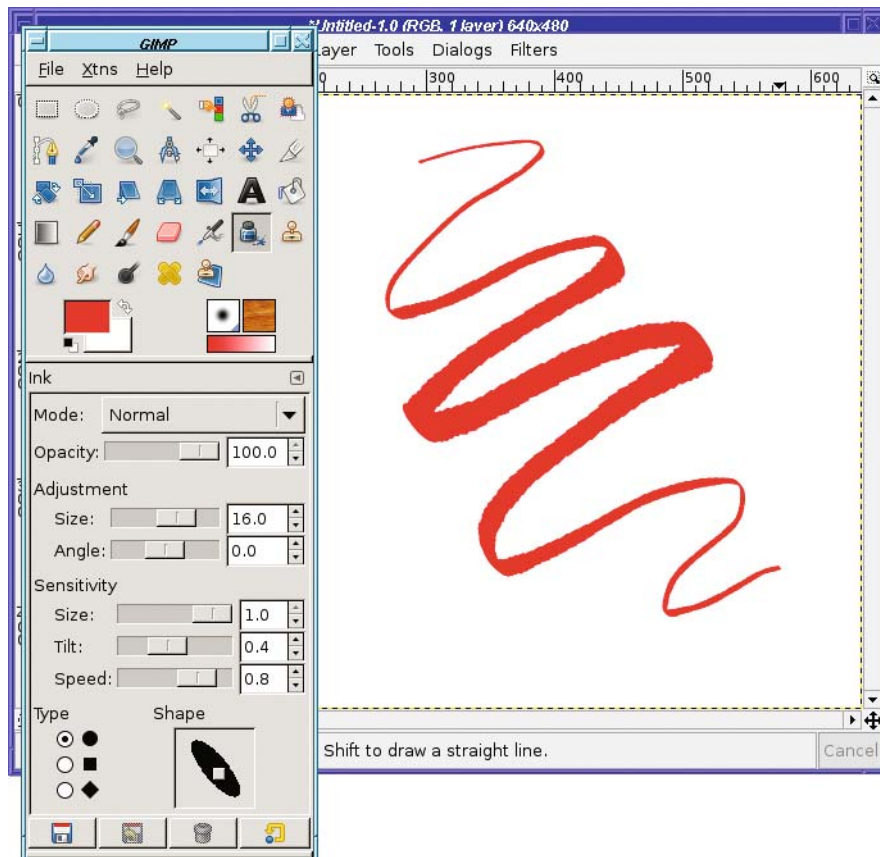 *Untitled-1.0 (RGB, 1 layer) 640x480
GIMP
File Xtns Help
ayer Tools Dialogs Filters
0 300 400 500 600
Ink
Mode: Normal
Opacity: 100.0
Adjustment
Size: 16.0
Angle: 0.0
Sensitivity
Size: 1.0
Tilt: 0.4
Speed: 0.8
Type Shape
Shift to draw a straight line.
Cancel